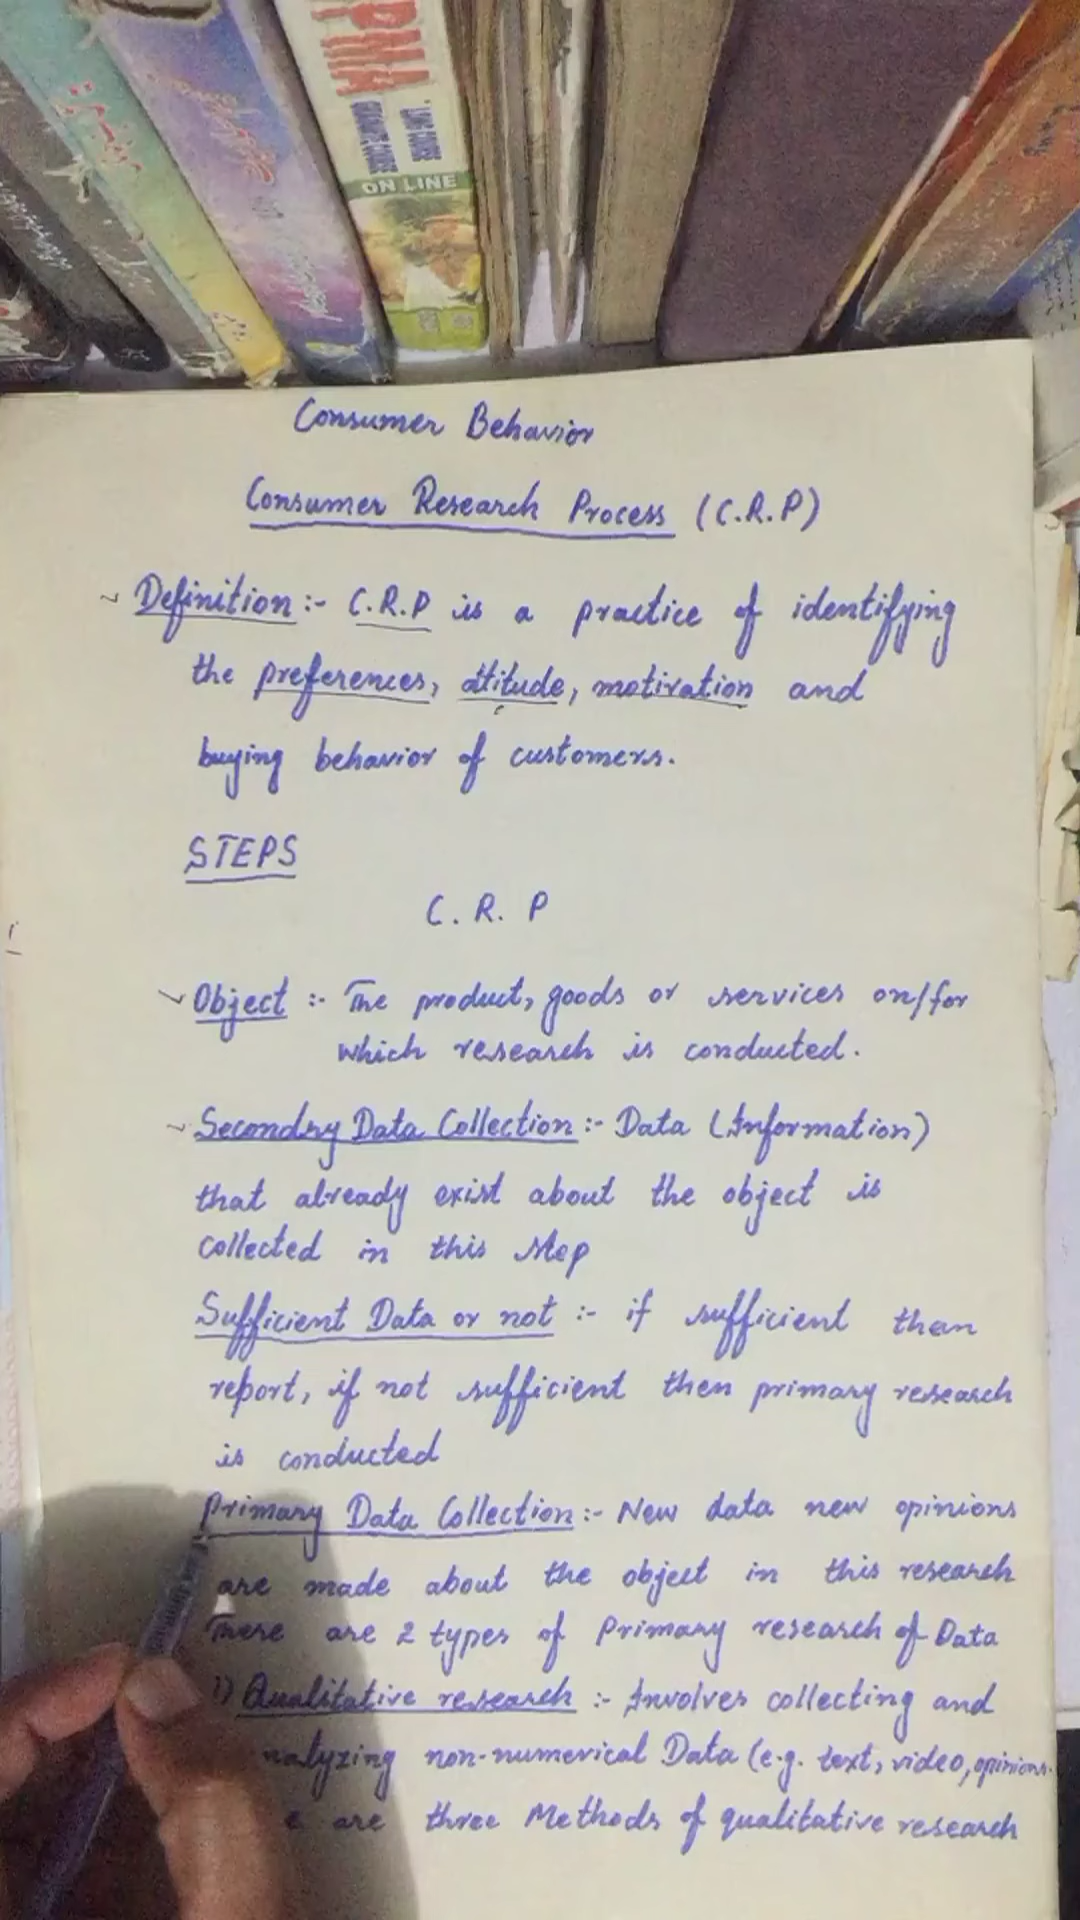 ON LINE
Consumer Behavior
Consumer Research Process (C.R.P)
Definition :- C.R.P is a practice of identifying
the preferences, attitude, motivation and
buying behavior of customers.
STEPS
C. R. P
Object :- The product, goods or services on/for
which research is conducted.
Secondry Data Collection :- Data (Information)
that already exist about the object is
collected in this step
Sufficient Data or not :- if sufficient than
report, if not sufficient then primary research
is conducted
Primary Data Collection :- New data new opinions
are made about the object in this research
There are 2 types of Primary research of Data
1) Qualitative research :- Involves collecting and
non-numerical Data (e.g. text, video, opinions.
are three Methods of qualitative research